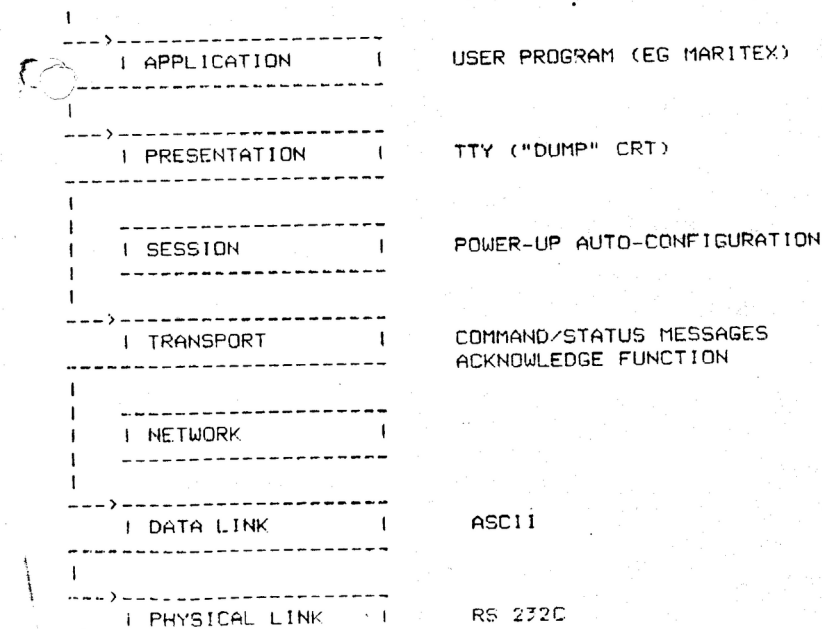 APPLICATION USER PROGRAM (EG MARITEX)
PRESENTATION TTY ("DUMP" CRT)
SESSION POWER-UP AUTO-CONFIGURATION
TRANSPORT COMMAND/STATUS MESSAGES
ACKNOWLEDGE FUNCTION
NETWORK
DATA LINK ASCII
PHYSICAL LINK RS 232C